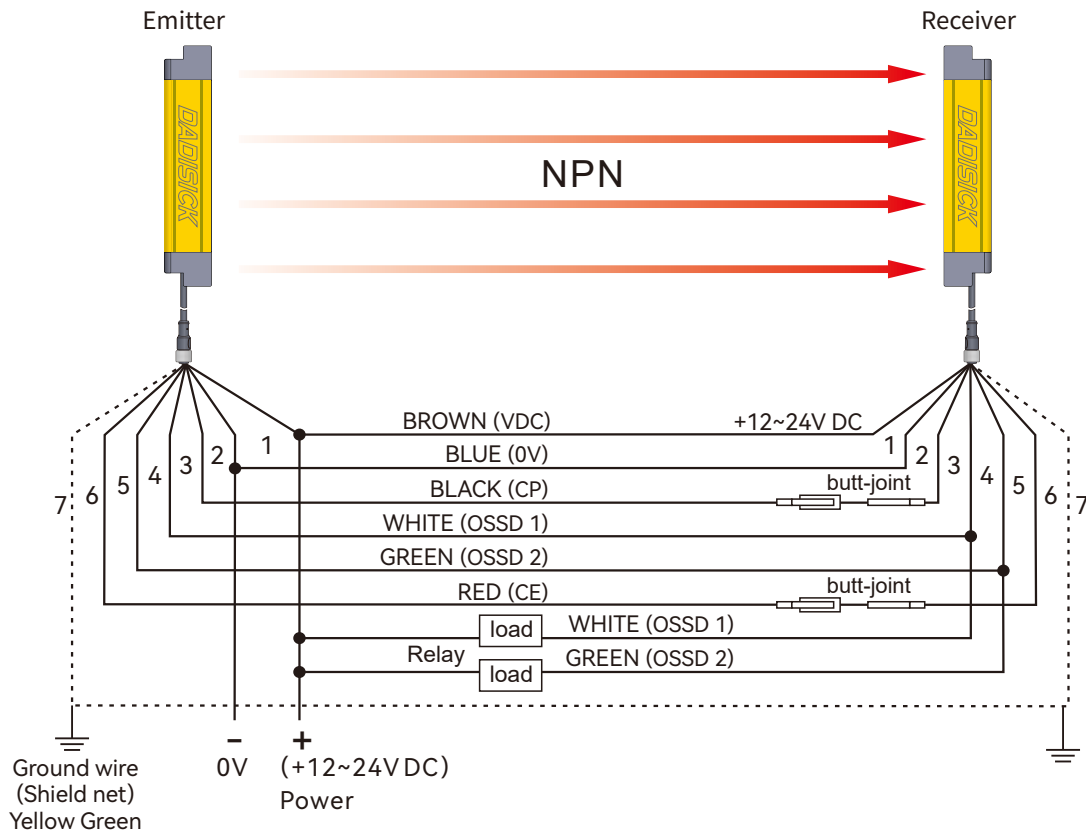 Emitter
Receiver
DADISICK
DADISICK
NPN
BROWN (VDC)
+12~24V DC
BLUE (0V)
BLACK (CP)
butt-joint
WHITE (OSSD 1)
GREEN (OSSD 2)
RED (CE)
butt-joint
load
WHITE (OSSD 1)
Relay
load
GREEN (OSSD 2)
7
6
5
4
3
2
1
1
2
3
4
5
6
7
-
+
0V
(+12~24V DC)
Power
Ground wire
(Shield net)
Yellow Green